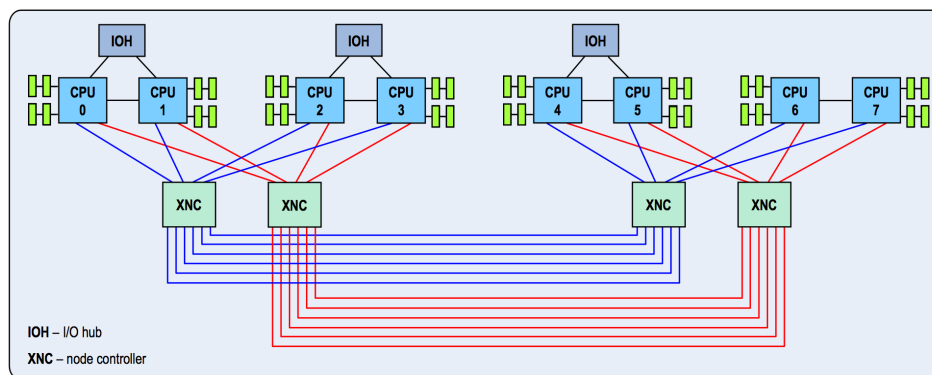 IOH
IOH
IOH
CPU
0
CPU
1
CPU
2
CPU
3
CPU
4
CPU
5
CPU
6
CPU
7
XNC
XNC
XNC
XNC
IOH – I/O hub
XNC – node controller